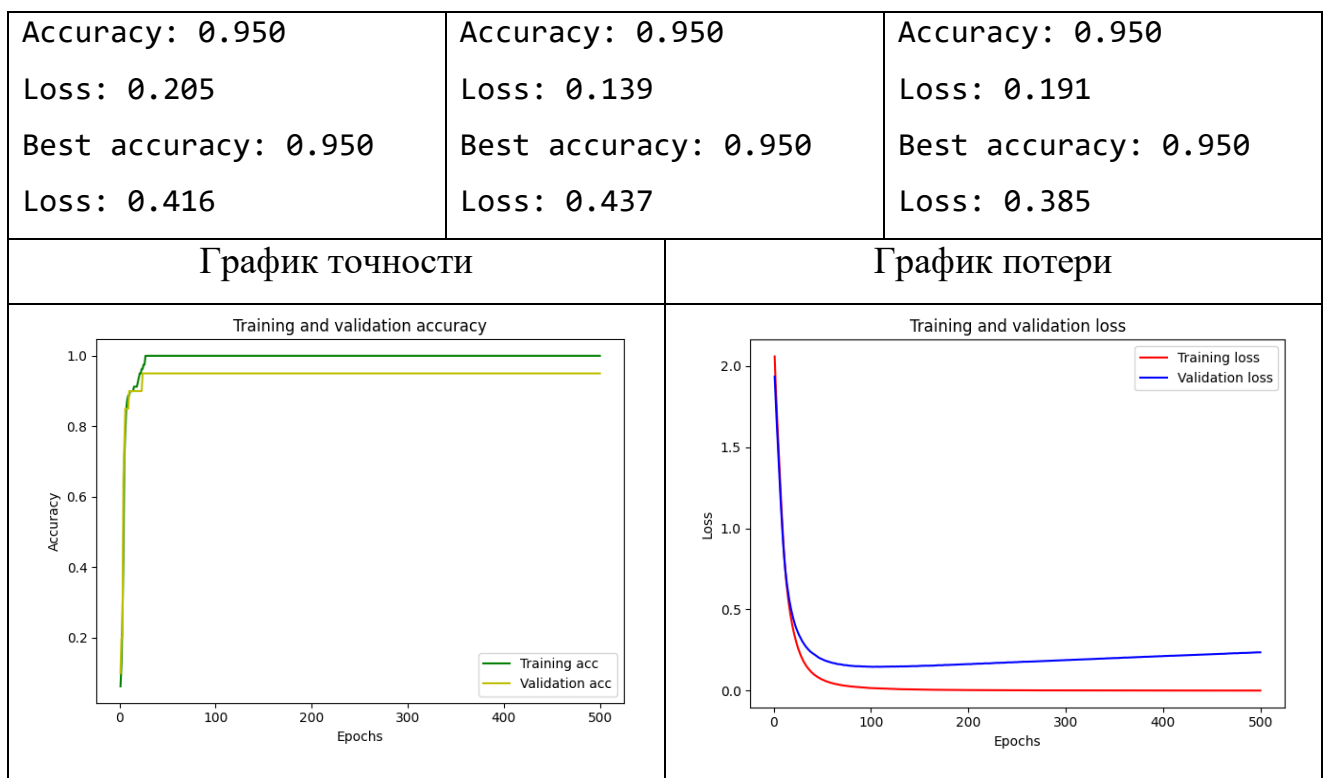 Accuracy: 0.950
Loss: 0.205
Best accuracy: 0.950
Loss: 0.416
Accuracy: 0.950
Loss: 0.139
Best accuracy: 0.950
Loss: 0.437
Accuracy: 0.950
Loss: 0.191
Best accuracy: 0.950
Loss: 0.385
График точности
График потери
Training and validation accuracy
1.0
0.8
0.6
0.4
0.2
Accuracy
Training acc
Validation acc
0 100 200 300 400 500
Epochs
Training and validation loss
Training loss
Validation loss
2.0
1.5
1.0
0.5
0.0
Loss
0 100 200 300 400 500
Epochs